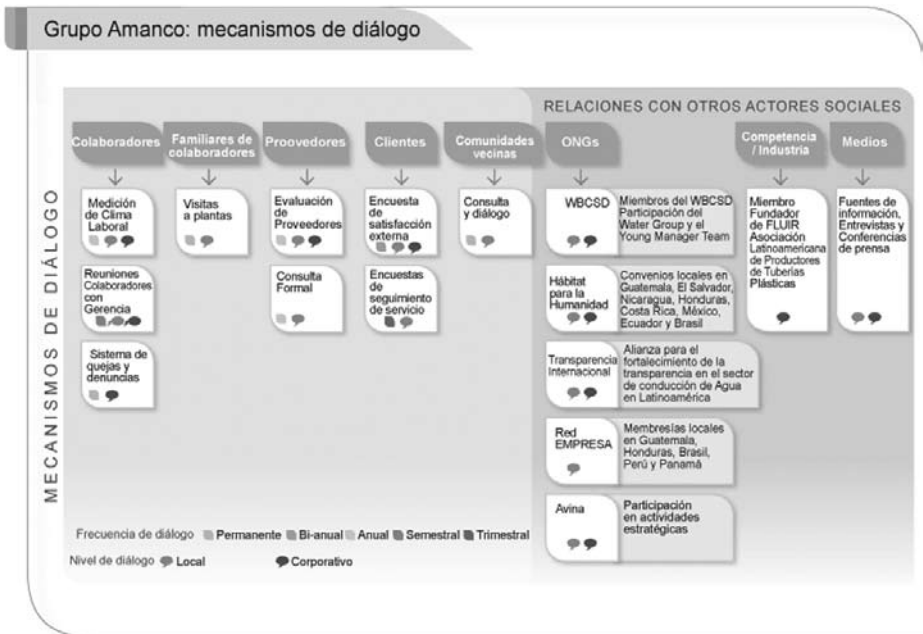 Grupo Amanco: mecanismos de diálogo
RELACIONES CON OTROS ACTORES SOCIALES
MECANISMOS DE DIÁLOGO
Colaboradores
Medición
de Clima
Laboral
Reuniones
Colaboradores
con
Gerencia
Sistema de
quejas y
denuncias
Familiares de
colaboradores
Visitas
a plantas
Proovedores
Evaluación
de
Proveedores
Consulta
Formal
Clientes
Encuesta
de
satisfacción
externa
Encuestas
de
seguimiento
de servicio
Comunidades
vecinas
Consulta
y diálogo
ONGs
WBCSD
Miembros del WBCSD
Participación del
Water Group y el
Young Manager Team
Hábitat
para la
Humanidad
Convenios locales en
Guatemala, El Salvador,
Nicaragua, Honduras,
Costa Rica, México,
Ecuador y Brasil
Transparencia
Internacional
Alianza para el
fortalecimiento de la
transparencia en el sector
de conducción de Agua
en Latinoamérica
Red
EMPRESA
Membresías locales
en Guatemala,
Honduras, Brasil,
Perú y Panamá
Avina
Participación
en actividades
estratégicas
Competencia
/ Industria
Miembro
Fundador
de FLUIR
Asociación
Latinoamericana
de Productores
de Tuberías
Plásticas
Medios
Fuentes de
información,
Entrevistas y
Conferencias
de prensa
Frecuencia de diálogo Permanente Bi-anual Anual Semestral Trimestral
Nivel de diálogo Local Corporativo